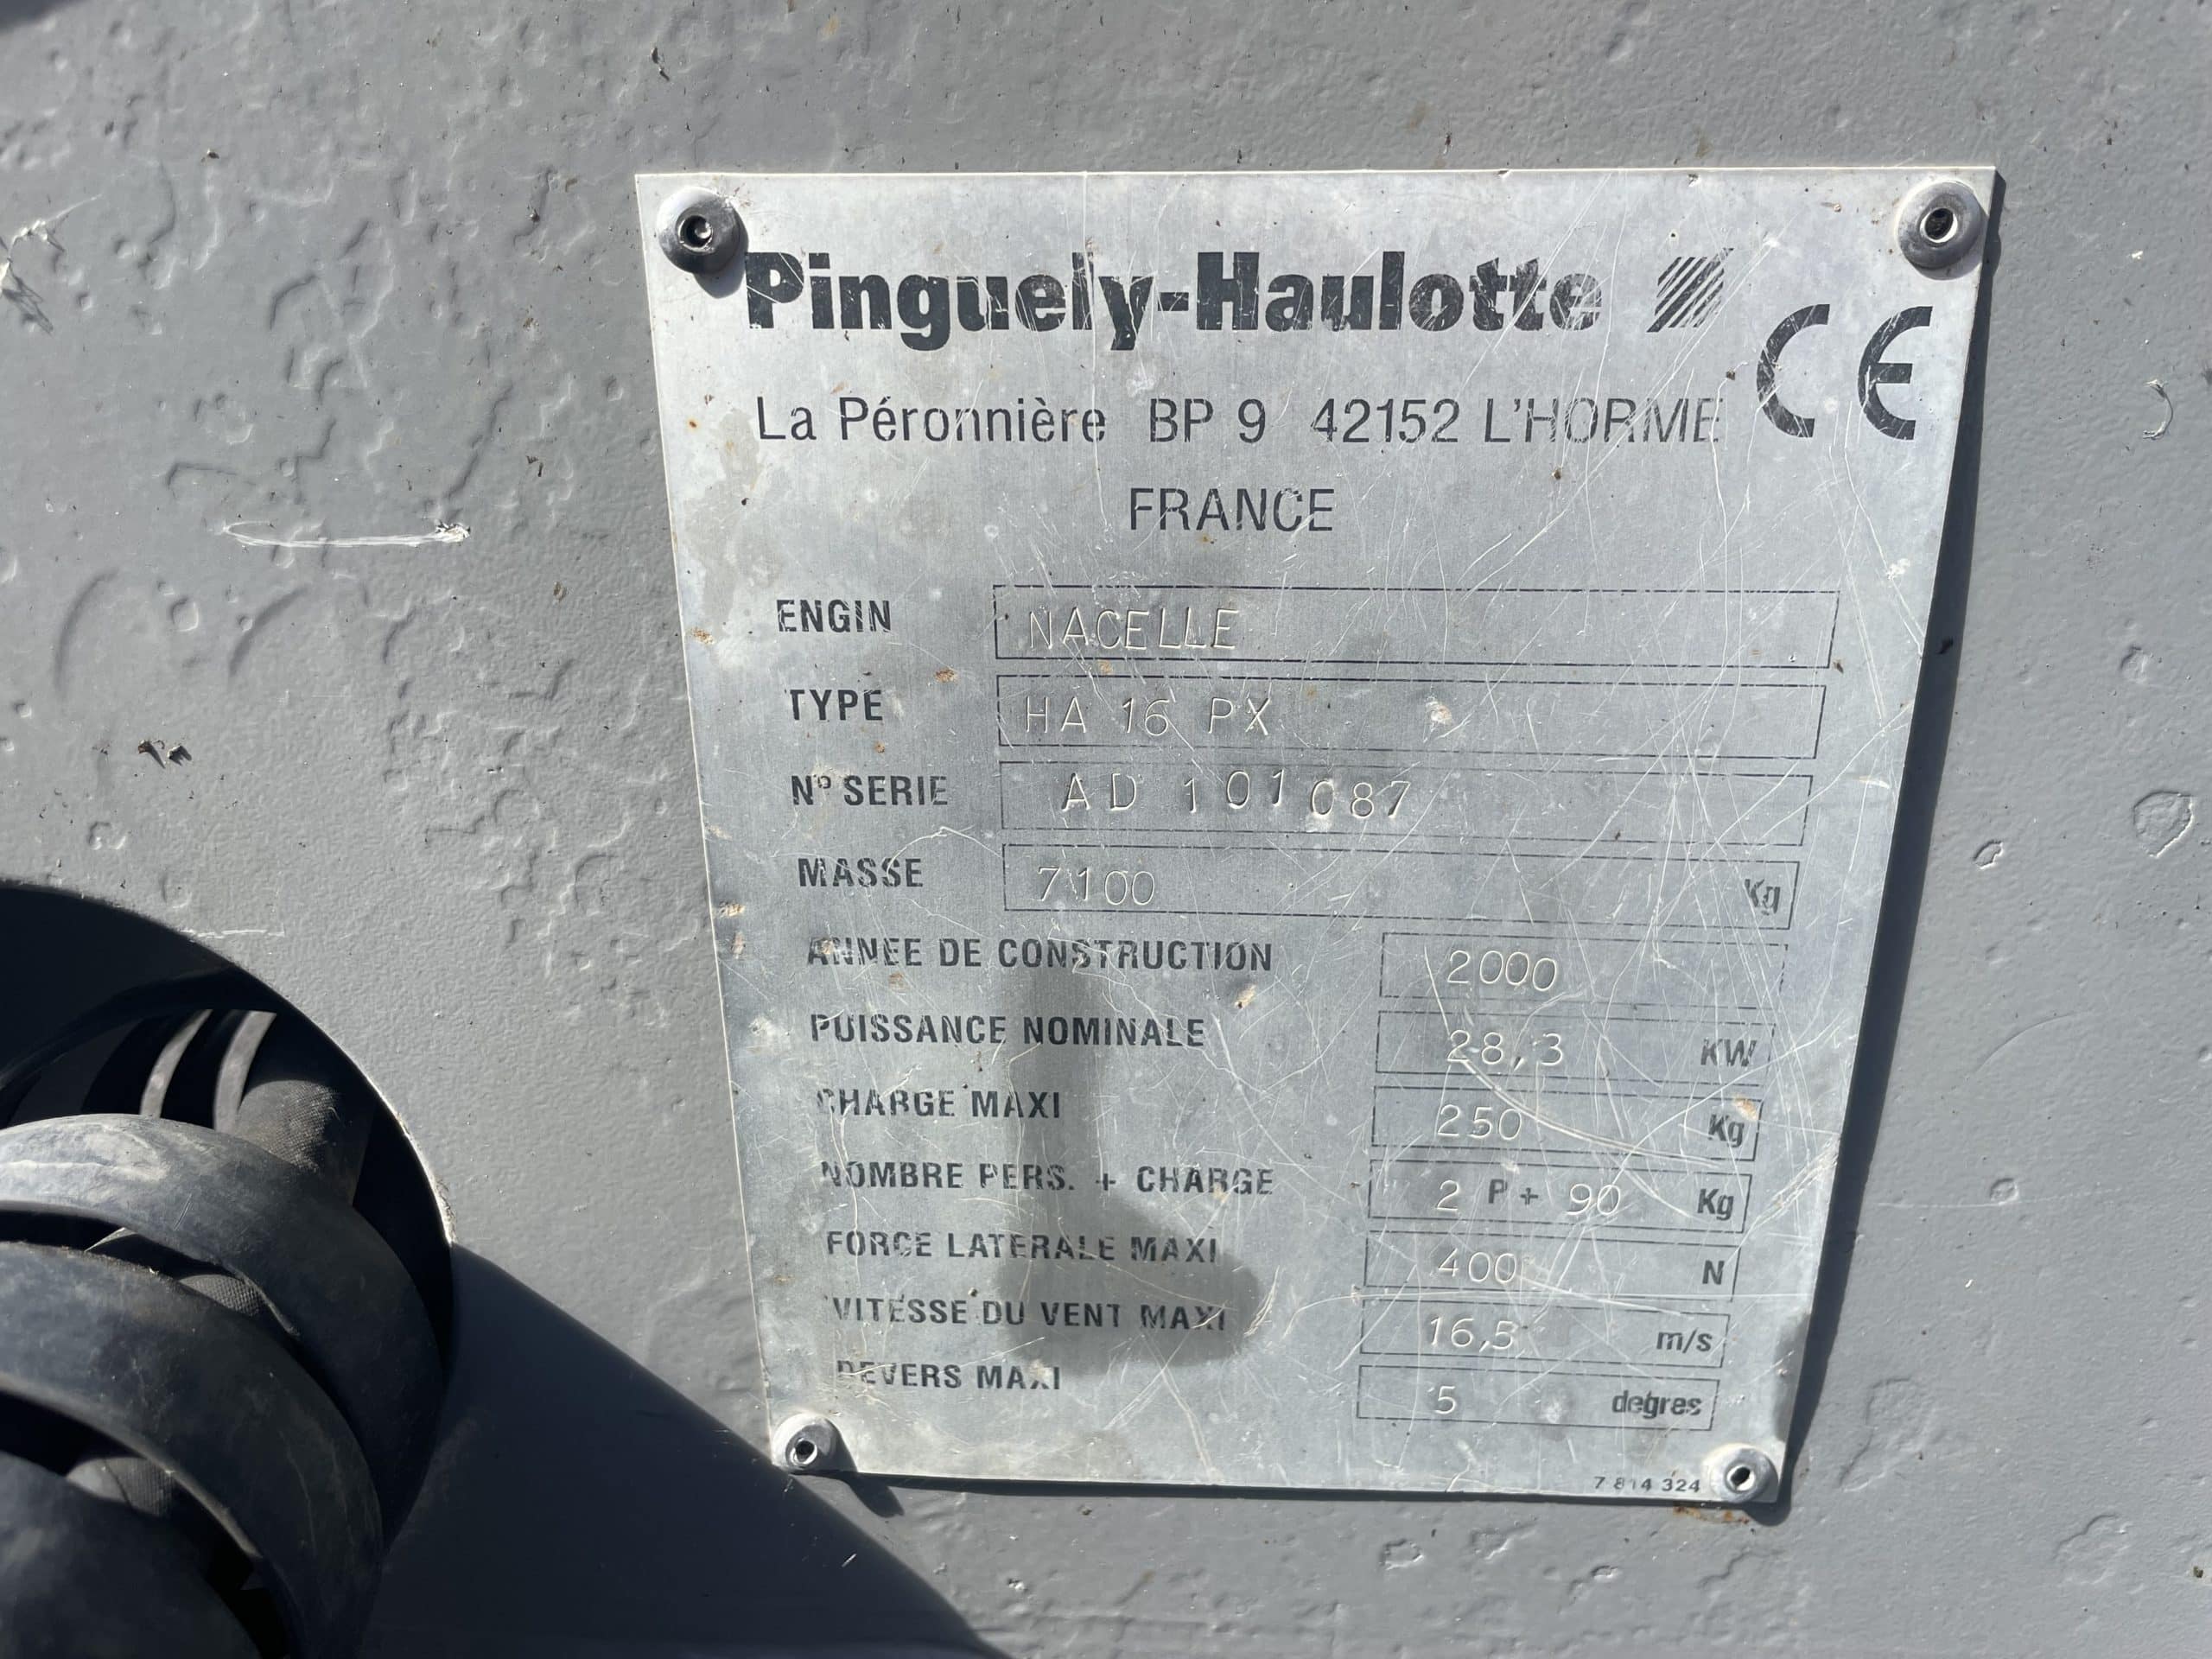 Pinguely-Haulotte
CE
La Péronnière BP 9 42152 L'HORME
FRANCE
ENGIN NACELLE
TYPE HA 16 PX
Nº SERIE AD 101087
MASSE 7100 Kg
ANNEE DE CONSTRUCTION 2000
PUISSANCE NOMINALE 28,3 KW
CHARGE MAXI 250 Kg
NOMBRE PERS. + CHARGE 2 P + 90 Kg
FORCE LATERALE MAXI 400 N
VITESSE DU VENT MAXI 16,5 m/s
DEVERS MAXI 5 degres
7 814 324